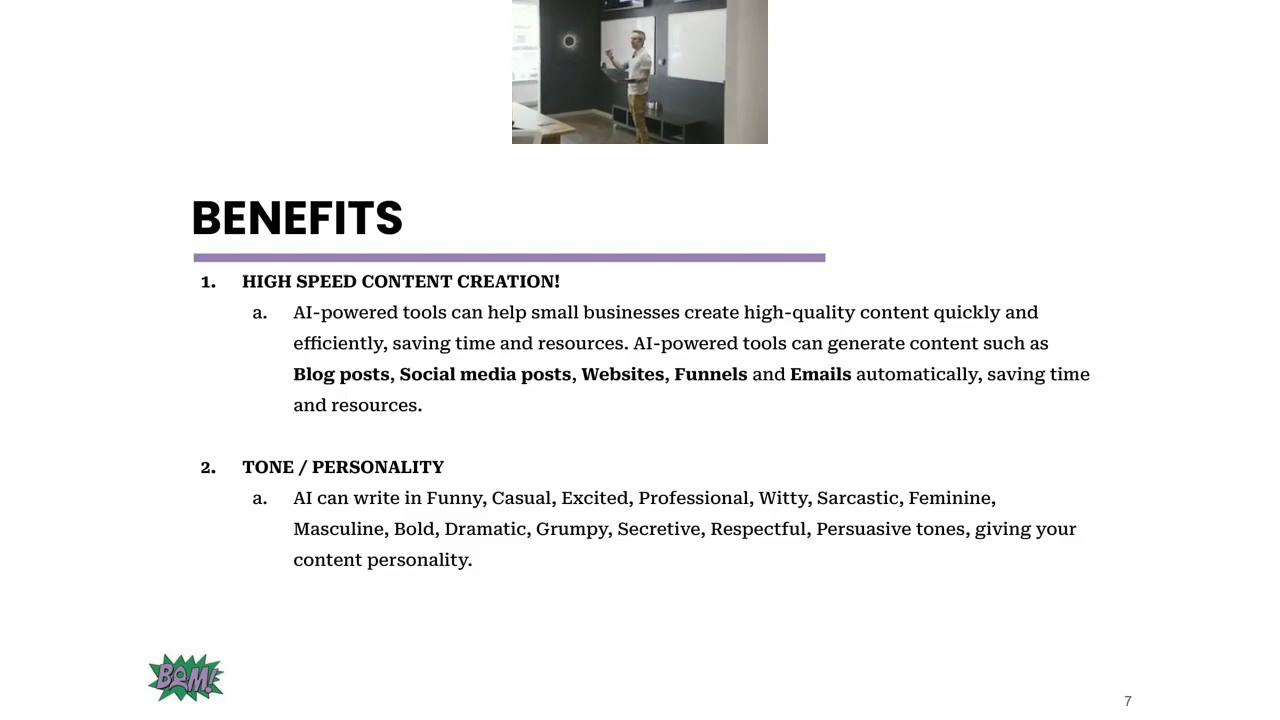 BENEFITS
1. HIGH SPEED CONTENT CREATION!
a. AI-powered tools can help small businesses create high-quality content quickly and
efficiently, saving time and resources. AI-powered tools can generate content such as
Blog posts, Social media posts, Websites, Funnels and Emails automatically, saving time
and resources.
2. TONE / PERSONALITY
a. AI can write in Funny, Casual, Excited, Professional, Witty, Sarcastic, Feminine,
Masculine, Bold, Dramatic, Grumpy, Secretive, Respectful, Persuasive tones, giving your
content personality.
BOM!
7